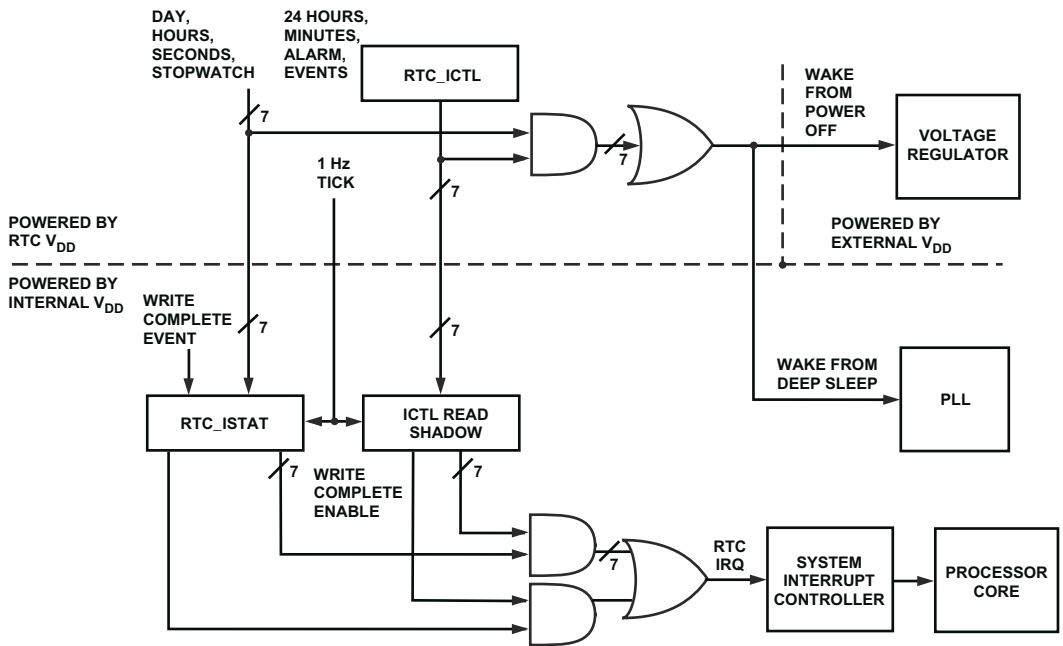 DAY,
HOURS,
SECONDS,
STOPWATCH
24 HOURS,
MINUTES,
ALARM,
EVENTS
RTC_ICTL
7
7
WAKE
FROM
POWER
OFF
VOLTAGE
REGULATOR
1 Hz
TICK
7
POWERED BY
RTC VDD
POWERED BY
EXTERNAL VDD
POWERED BY
INTERNAL VDD
WRITE
COMPLETE
EVENT
7
7
WAKE FROM
DEEP SLEEP
PLL
RTC_ISTAT
ICTL READ
SHADOW
7
WRITE
COMPLETE
ENABLE
7
7
RTC
IRQ
SYSTEM
INTERRUPT
CONTROLLER
PROCESSOR
CORE